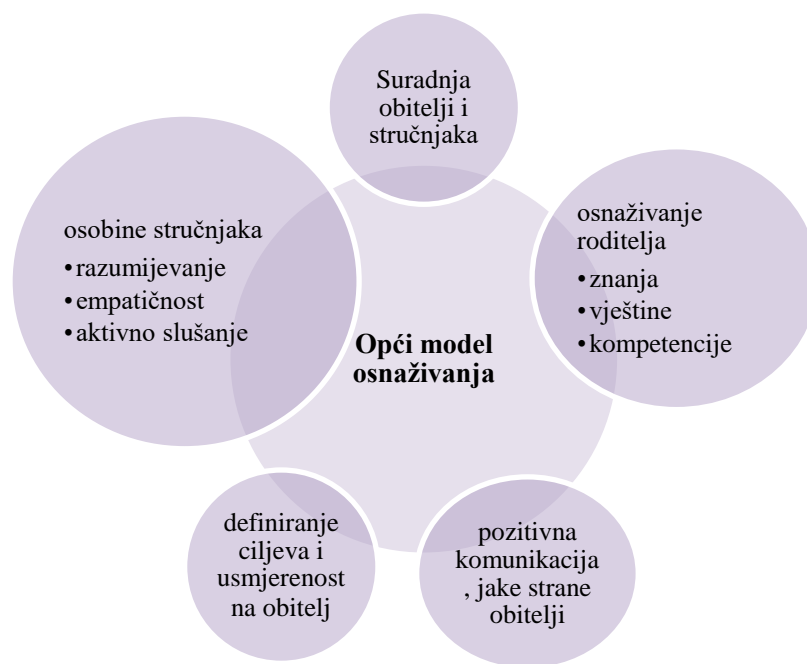 Suradnja
obitelji i
stručnjaka
osobine stručnjaka
•razumijevanje
•empatičnost
•aktivno slušanje
osnaživanje
roditelja
•znanja
•vještine
•kompetencije
Opći model
osnaživanja
definiranje
ciljeva i
usmjerenost
na obitelj
pozitivna
komunikacija
, jake strane
obitelji